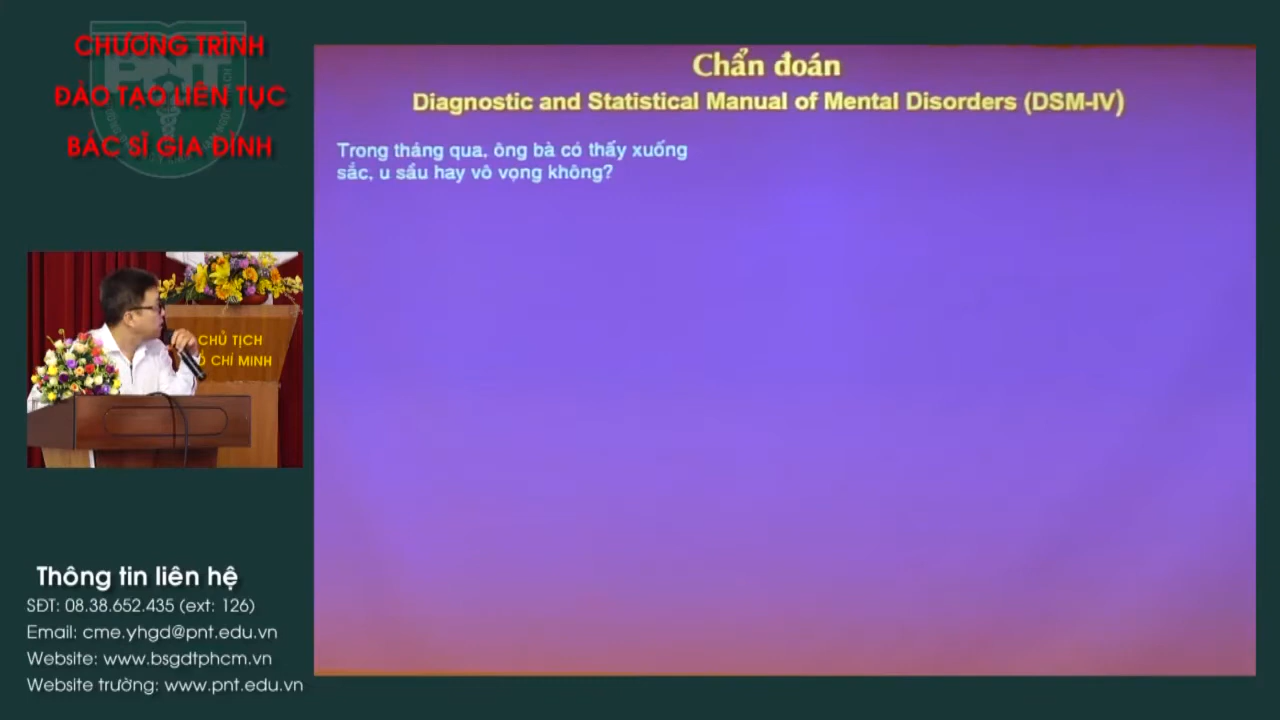 CHƯƠNG TRÌNH
ĐÀO TẠO LIÊN TỤC
BÁC SĨ GIA ĐÌNH
PNT
Chẩn đoán
Diagnostic and Statistical Manual of Mental Disorders (DSM-IV)
Trong tháng qua, ông bà có thấy xuống
sắc, u sầu hay vô vọng không?
CHỦ TỊCH
CHÍ MINH
Thông tin liên hệ
SĐT: 08.38.652.435 (ext: 126)
Email: cme.yhgd@pnt.edu.vn
Website: www.bsgdtphcm.vn
Website trường: www.pnt.edu.vn